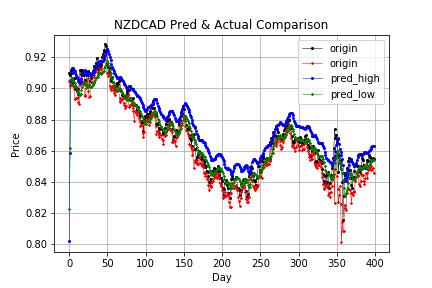 NZDCAD Pred & Actual Comparison
origin
origin
pred_high
pred_low
Price
0.92
0.90
0.88
0.86
0.84
0.82
0.80
0 50 100 150 200 250 300 350 400
Day